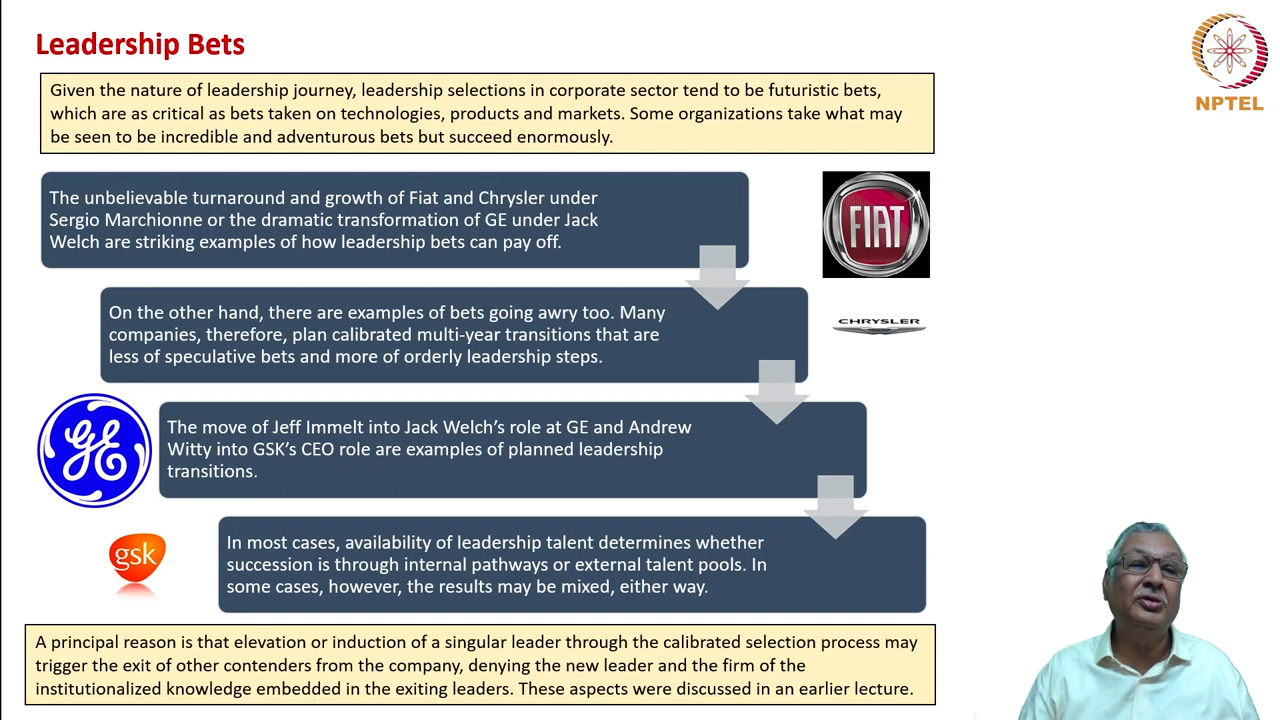 Leadership Bets
NPTEL
Given the nature of leadership journey, leadership selections in corporate sector tend to be futuristic bets,
which are as critical as bets taken on technologies, products and markets. Some organizations take what may
be seen to be incredible and adventurous bets but succeed enormously.
The unbelievable turnaround and growth of Fiat and Chrysler under
Sergio Marchionne or the dramatic transformation of GE under Jack
Welch are striking examples of how leadership bets can pay off.
FIAT
On the other hand, there are examples of bets going awry too. Many
companies, therefore, plan calibrated multi-year transitions that are
less of speculative bets and more of orderly leadership steps.
CHRYSLER
GE
The move of Jeff Immelt into Jack Welch’s role at GE and Andrew
Witty into GSK’s CEO role are examples of planned leadership
transitions.
gsk
In most cases, availability of leadership talent determines whether
succession is through internal pathways or external talent pools. In
some cases, however, the results may be mixed, either way.
A principal reason is that elevation or induction of a singular leader through the calibrated selection process may
trigger the exit of other contenders from the company, denying the new leader and the firm of the
institutionalized knowledge embedded in the exiting leaders. These aspects were discussed in an earlier lecture.